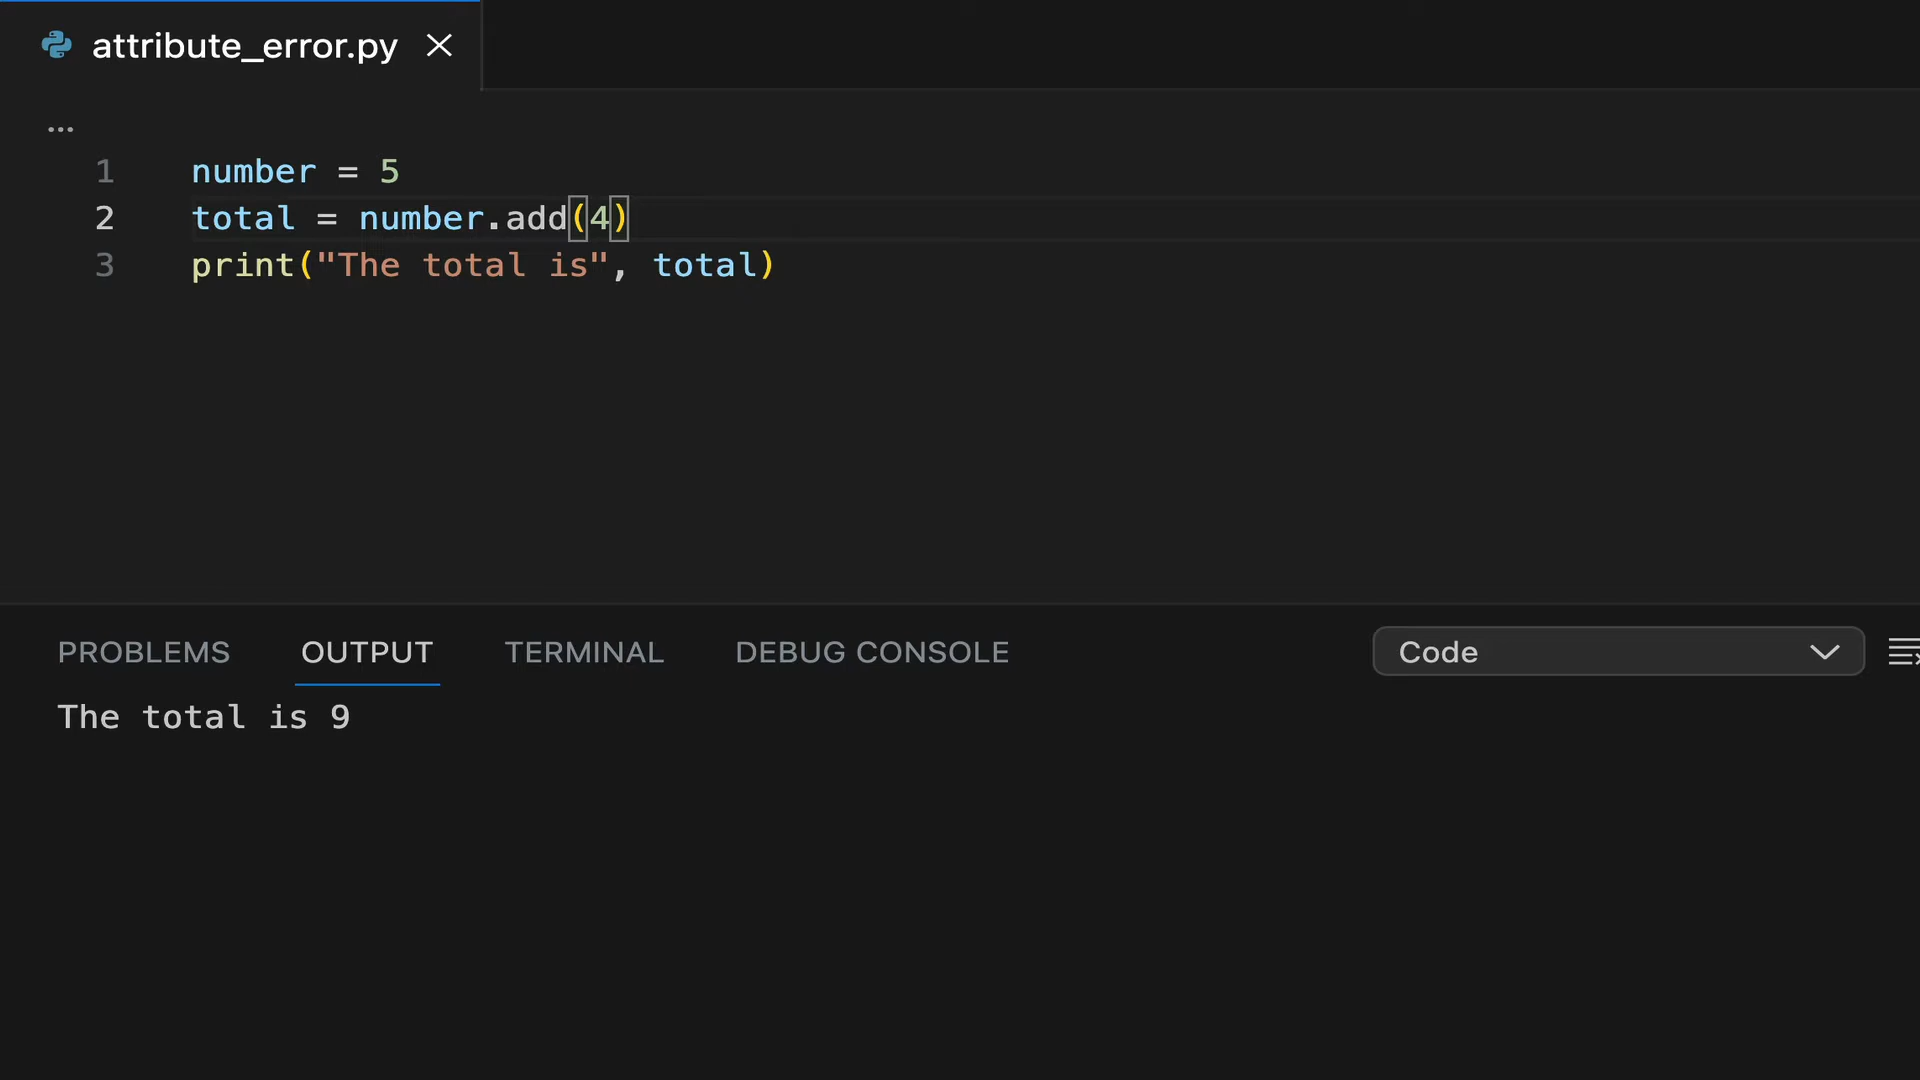 attribute_error.py
...
1 number = 5
2 total = number.add(4)
3 print("The total is", total)
PROBLEMS OUTPUT TERMINAL DEBUG CONSOLE Code
The total is 9